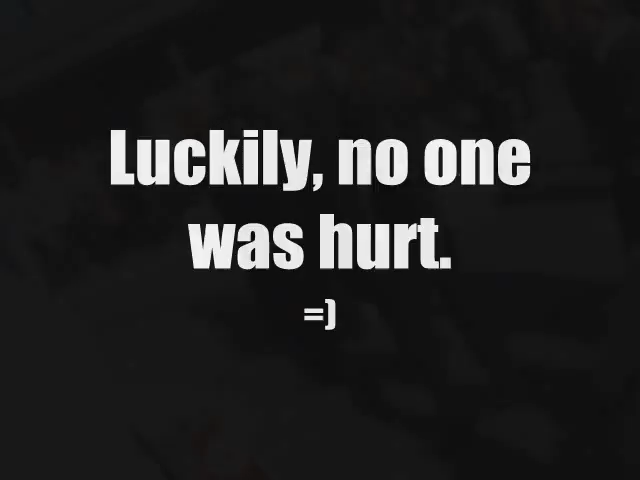 Luckily, no one
was hurt.
=)